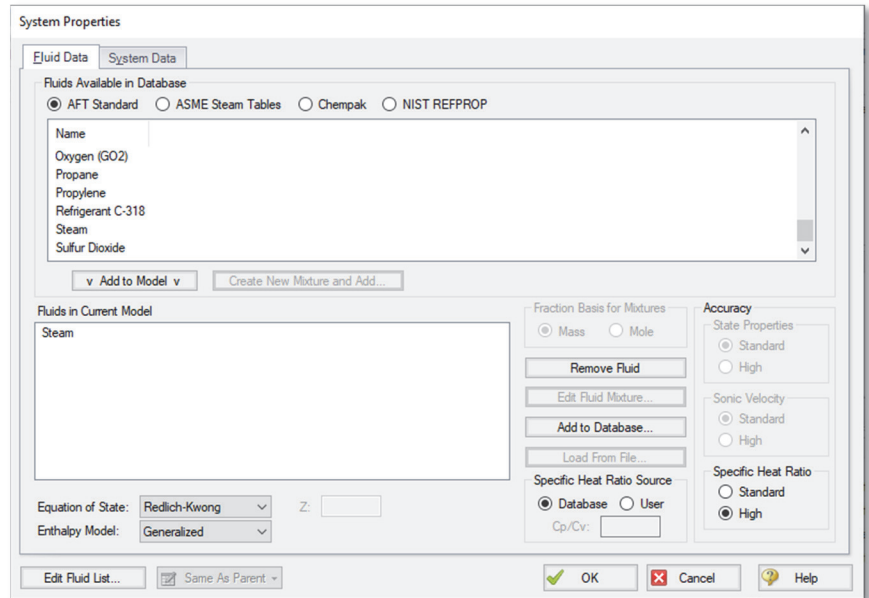 System Properties
Fluid Data System Data
Fluids Available in Database
AFT Standard ASME Steam Tables Chempak NIST REFPROP
Name
Oxygen (GO2)
Propane
Propylene
Refrigerant C-318
Steam
Sulfur Dioxide
v Add to Model v Create New Mixture and Add...
Fluids in Current Model
Steam
Fraction Basis for Mixtures
Mass Mole
Remove Fluid
Edit Fluid Mixture...
Add to Database...
Load From File...
Specific Heat Ratio Source
Database User
Cp/Cv:
Accuracy
State Properties
Standard
High
Sonic Velocity
Standard
High
Specific Heat Ratio
Standard
High
Equation of State: Redlich-Kwong Z:
Enthalpy Model: Generalized
Edit Fluid List... Same As Parent OK Cancel Help